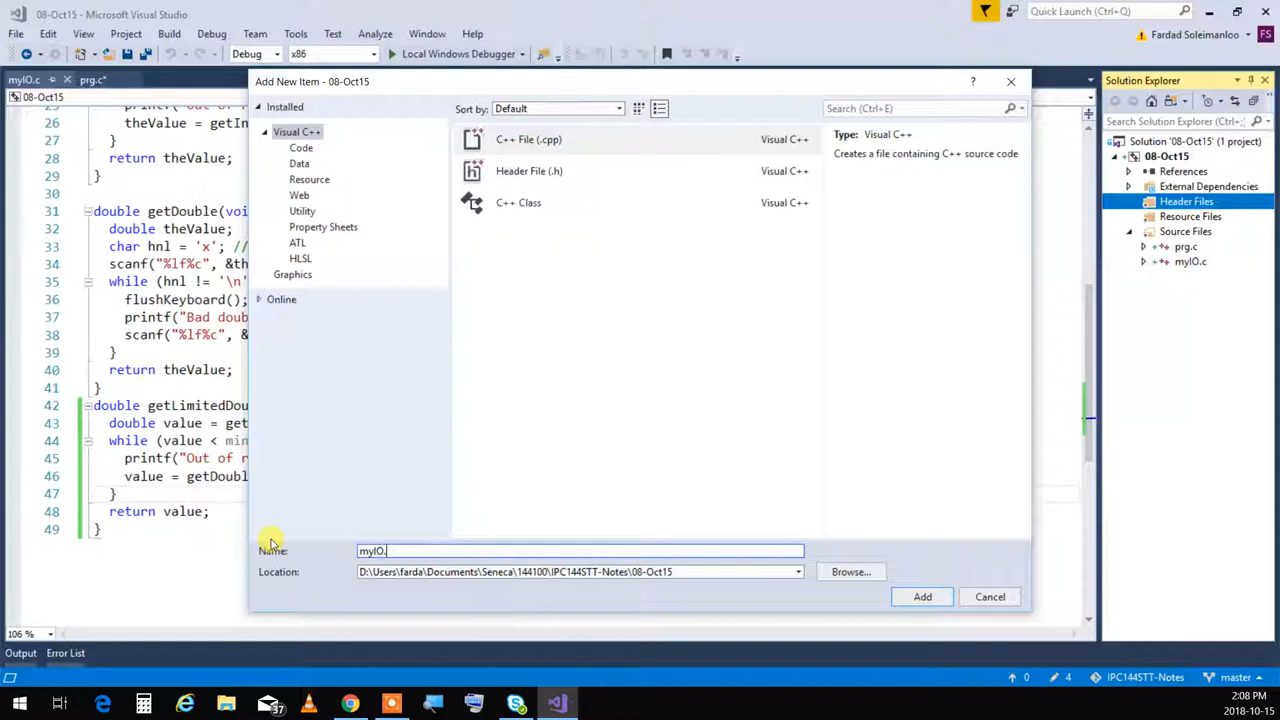 08-Oct15 - Microsoft Visual Studio
Quick Launch (Ctrl+Q)
File Edit View Project Build Debug Team Tools Test Analyze Window Help
Fardad Soleimanloo FS
Debug x86 Local Windows Debugger
myIO.c prg.c*
08-Oct15
26 theValue = getIn
27 }
28 return theValue;
29 }
30
31 double getDouble(voi
32 double theValue;
33 char hnl = 'x'; //
34 scanf("%lf%c", &th
35 while (hnl != '\n'
36 flushKeyboard();
37 printf("Bad doub
38 scanf("%lf%c", &
39 }
40 return theValue;
41 }
42 double getLimitedDou
43 double value = get
44 while (value < min
45 printf("Out of r
46 value = getDoubl
47 }
48 return value;
49 }
106 %
Add New Item - 08-Oct15
Installed
Visual C++
Code
Data
Resource
Web
Utility
Property Sheets
ATL
HLSL
Graphics
Online
Sort by: Default
Search (Ctrl+E)
C++ File (.cpp) Visual C++
Header File (.h) Visual C++
C++ Class Visual C++
Type: Visual C++
Creates a file containing C++ source code
Name: myIO.
Location: D:\Users\farda\Documents\Seneca\144100\IPC144STT-Notes\08-Oct15
Browse...
Add Cancel
Solution Explorer
Search Solution Explorer (Ctrl+;)
Solution '08-Oct15' (1 project)
08-Oct15
References
External Dependencies
Header Files
Resource Files
Source Files
prg.c
myIO.c
Output Error List
0 4 IPC144STT-Notes master
37
2:08 PM
2018-10-15